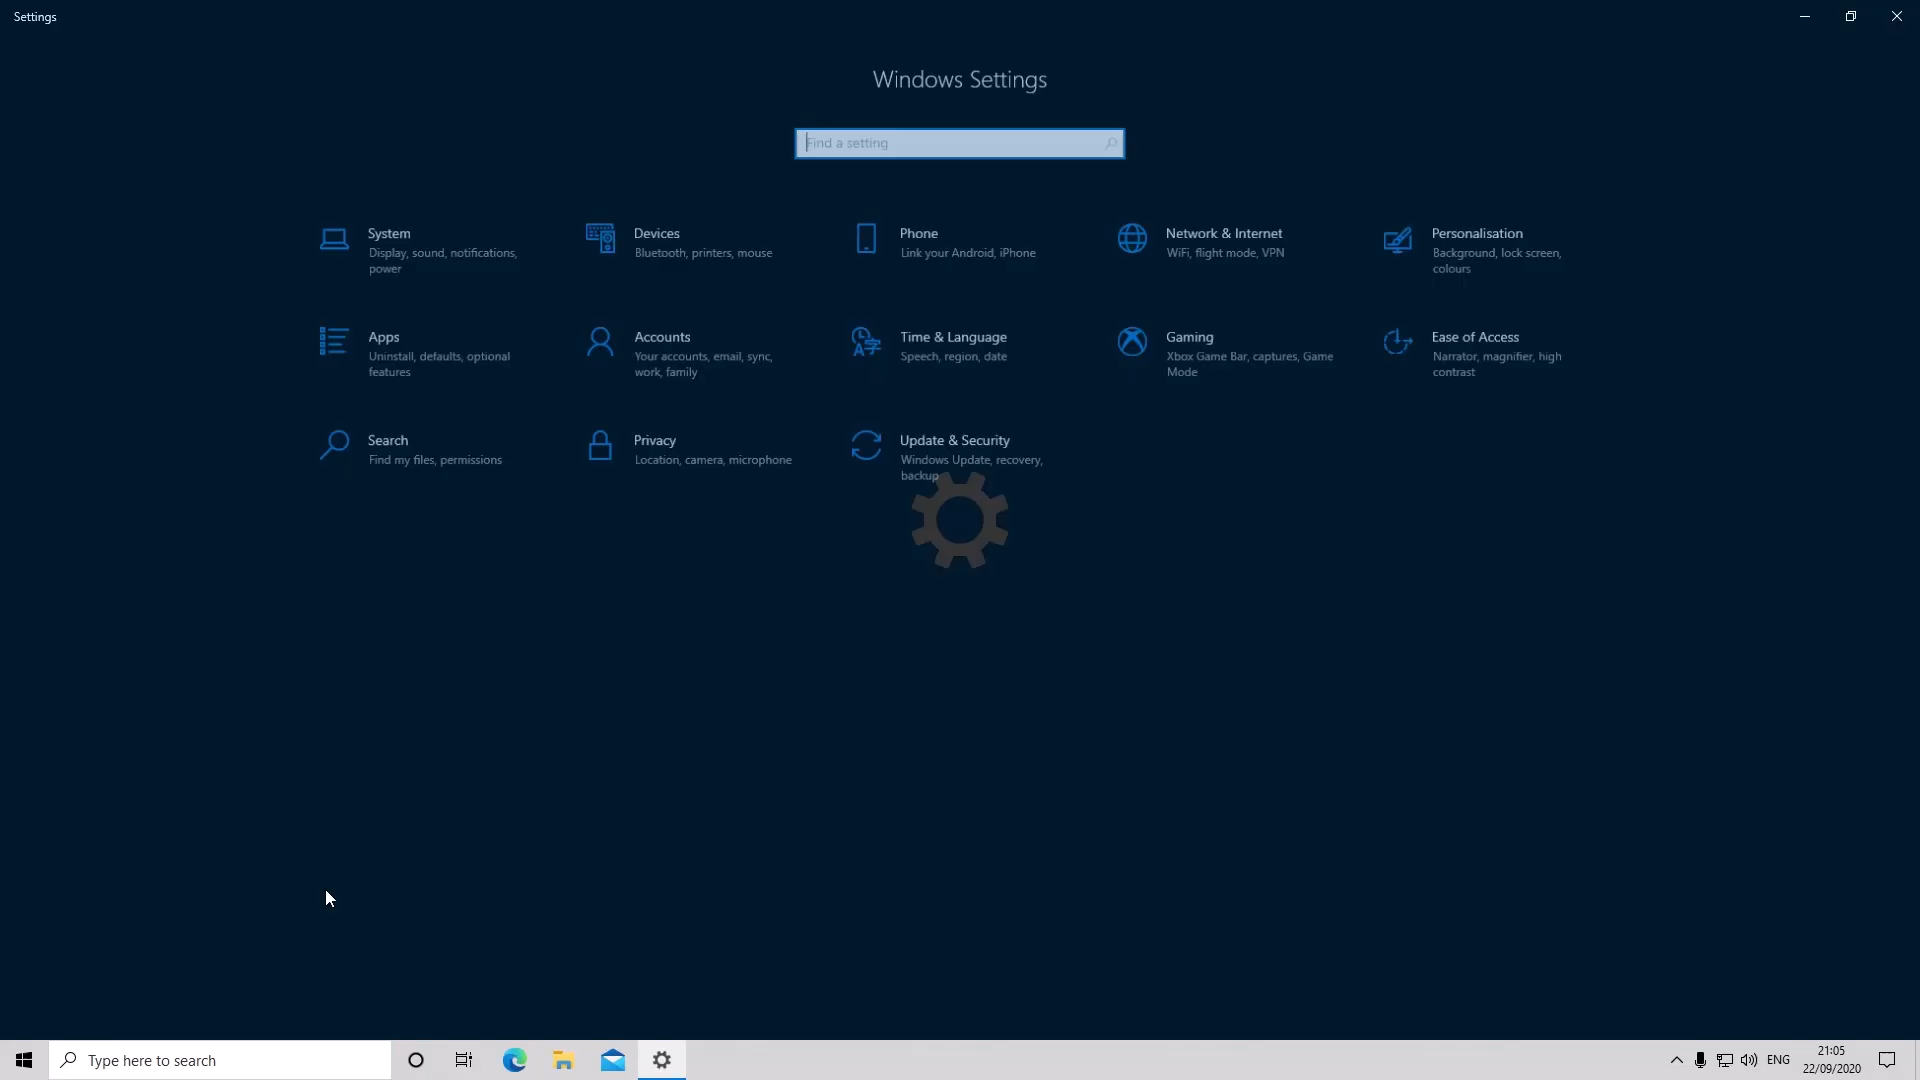 Settings
Windows Settings
Find a setting
System
Display, sound, notifications,
power
Devices
Bluetooth, printers, mouse
Phone
Link your Android, iPhone
Network & Internet
WiFi, flight mode, VPN
Personalisation
Background, lock screen,
colours
Apps
Uninstall, defaults, optional
features
Accounts
Your accounts, email, sync,
work, family
Time & Language
Speech, region, date
Gaming
Xbox Game Bar, captures, Game
Mode
Ease of Access
Narrator, magnifier, high
contrast
Search
Find my files, permissions
Privacy
Location, camera, microphone
Update & Security
Windows Update, recovery,
backup
Type here to search
ENG
21:05
22/09/2020